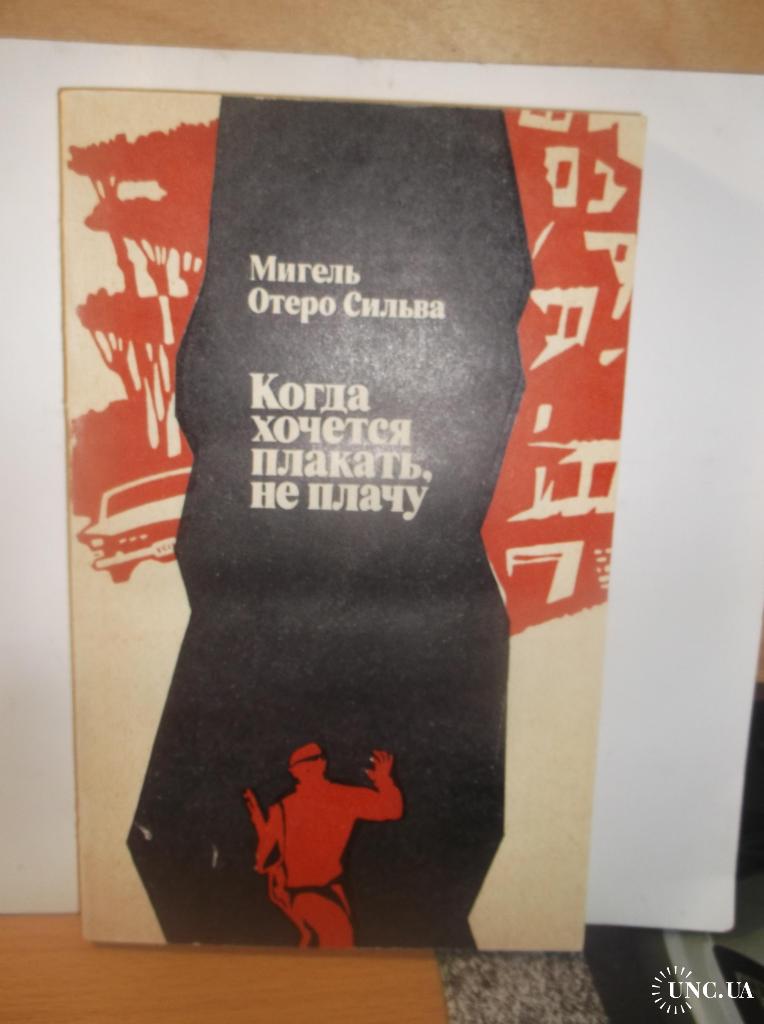 Мигель
Отеро Сильва
Когда
хочется
плакать,
не плачу
UNC.UA